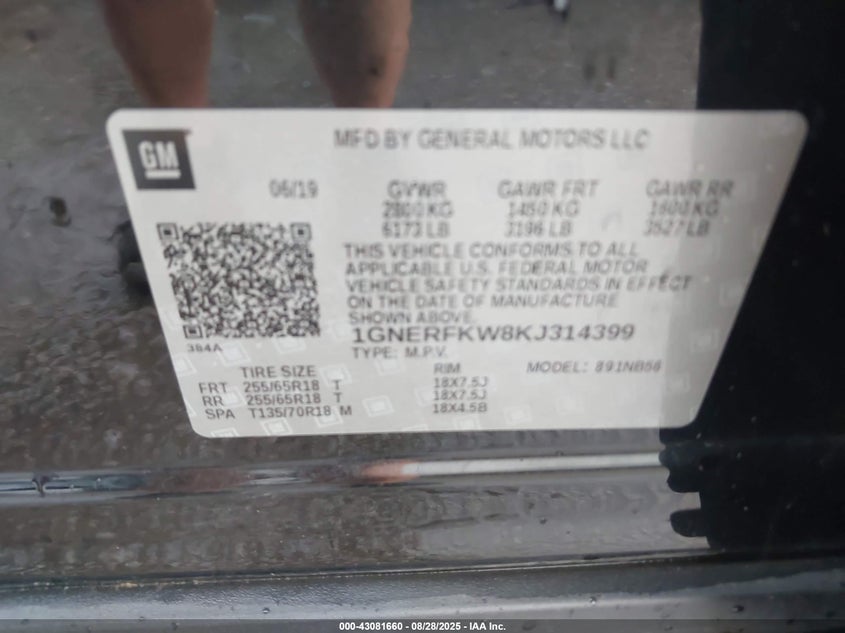 GM
MFD BY GENERAL MOTORS LLC
06/19 GVWR GAWR FRT GAWR RR
2800 KG 1450 KG 1600 KG
6173 LB 3196 LB 3527 LB
THIS VEHICLE CONFORMS TO ALL
APPLICABLE U.S. FEDERAL MOTOR
VEHICLE SAFETY STANDARDS IN EFFECT
ON THE DATE OF MANUFACTURE
SHOWN ABOVE.
384A
1GNERFKW8KJ314399
TYPE: M.P.V.
TIRE SIZE RIM MODEL: 891NB56
FRT 255/65R18 T 18X7.5J
RR 255/65R18 T 18X7.5J
SPA T135/70R18 M 18X4.5B
000-43081660 - 08/28/2025 - IAA Inc.